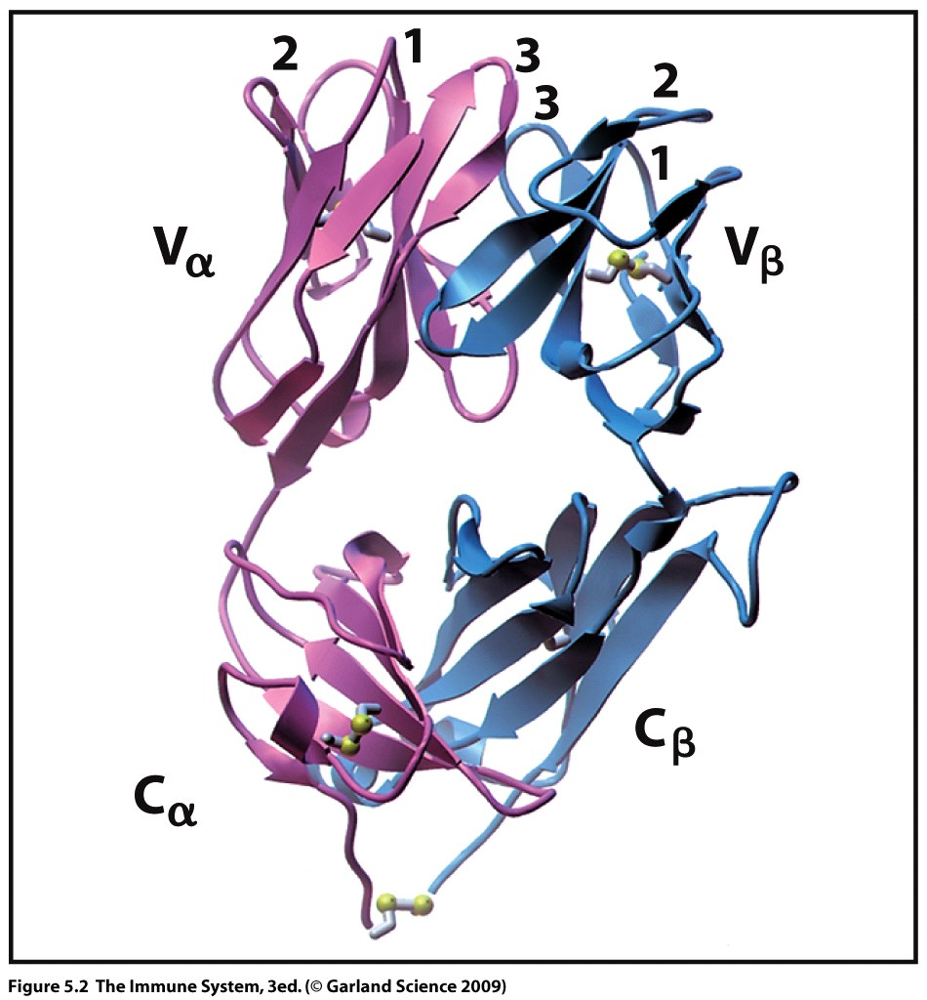 2 1 3
3 2
1
Vα Vβ
Cβ
Cα
Figure 5.2 The Immune System, 3ed. (© Garland Science 2009)